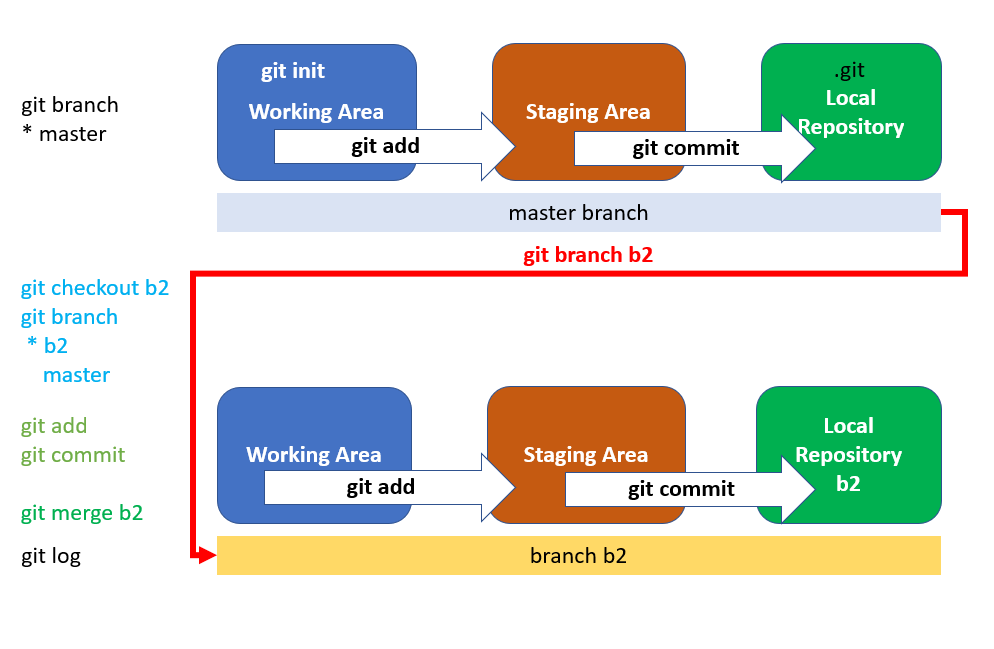 git branch
* master
git init
Working Area
git add
Staging Area
git commit
.git
Local
Repository
master branch
git branch b2
git checkout b2
git branch
* b2
master
git add
git commit
git merge b2
git log
Working Area
git add
Staging Area
git commit
Local
Repository
b2
branch b2